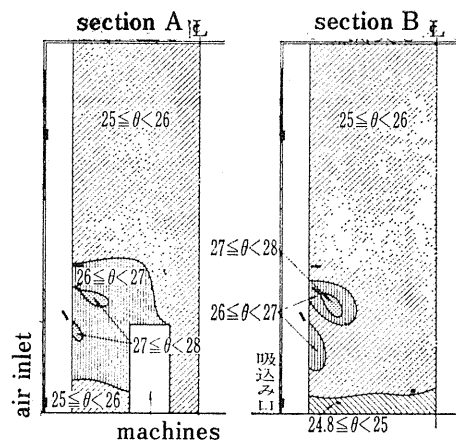 section A
℄
section B
℄
25≦θ<26
25≦θ<26
27≦θ<28
26≦θ<27
26≦θ<27
27≦θ<28
25≦θ<26
air inlet
吸込み口
machines
24.8≦θ<25